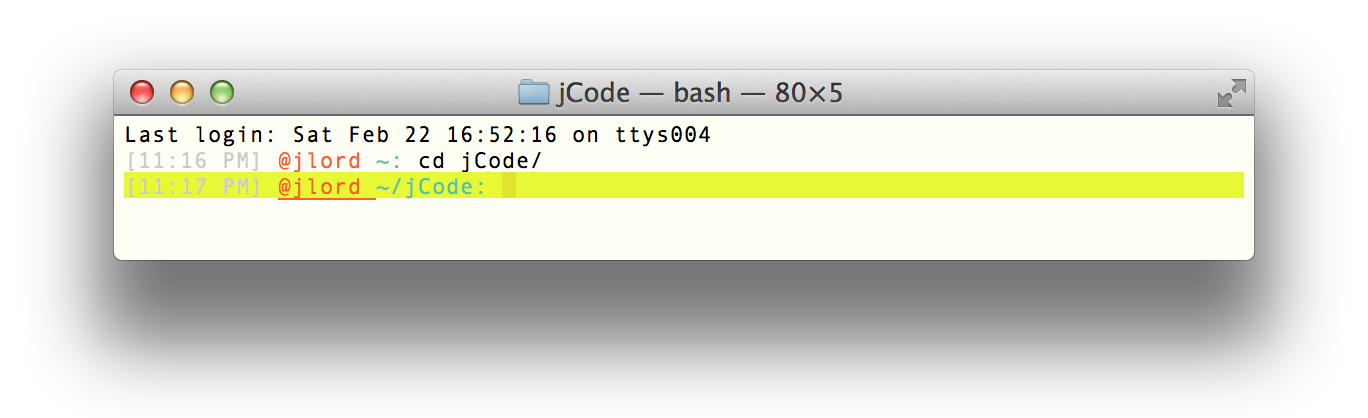 jCode — bash — 80×5
Last login: Sat Feb 22 16:52:16 on ttys004
[11:16 PM] @jlord ~: cd jCode/
[11:17 PM] @jlord ~/jCode: